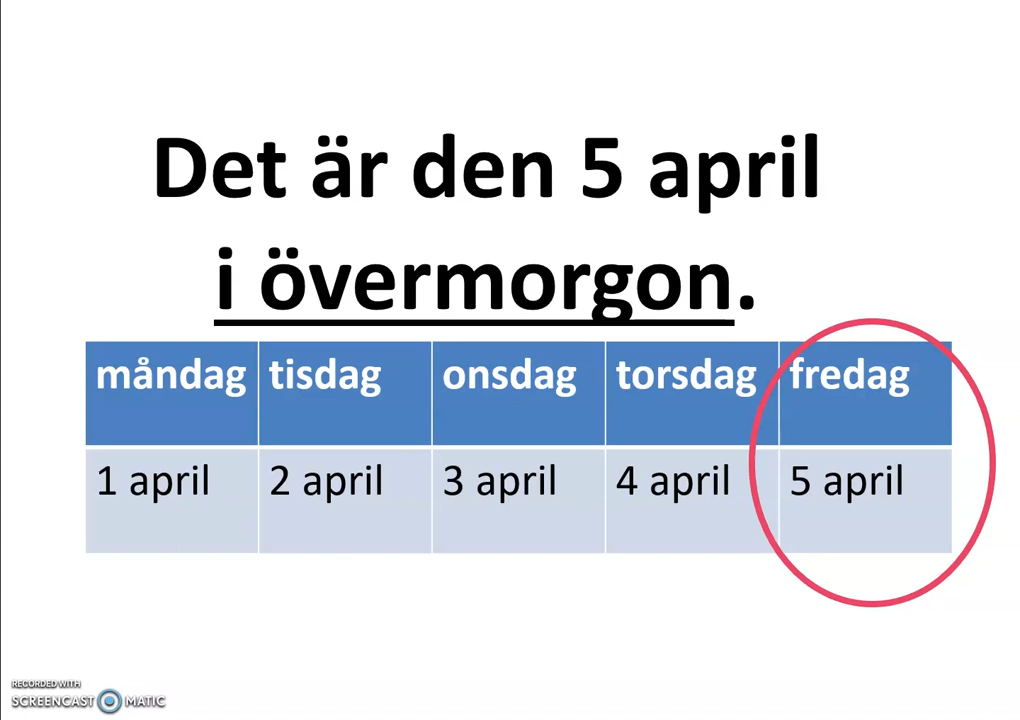 Det är den 5 april
i övermorgon.
måndag tisdag onsdag torsdag fredag
1 april 2 april 3 april 4 april 5 april
RECORDED WITH
SCREENCAST MATIC